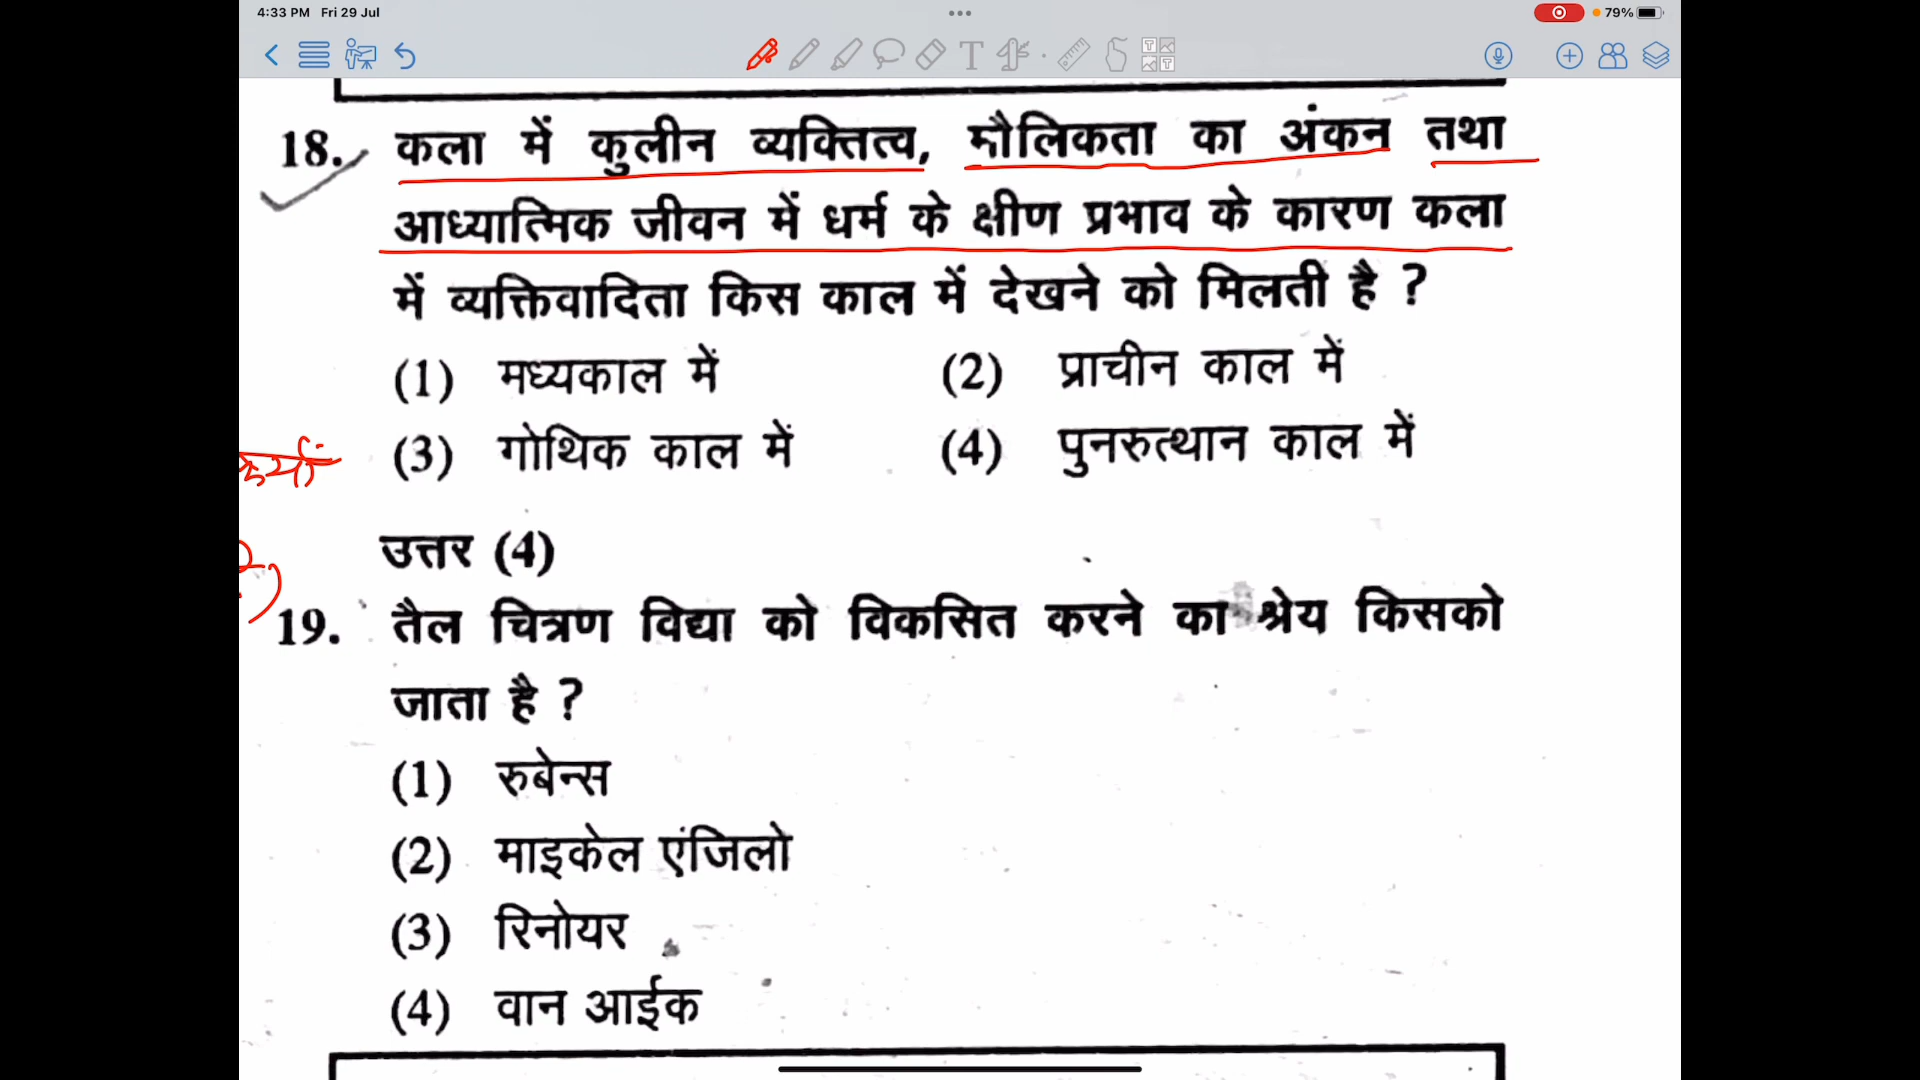 4:33 PM Fri 29 Jul
79%
18. कला में कुलीन व्यक्तित्व, मौलिकता का अंकन तथा
आध्यात्मिक जीवन में धर्म के क्षीण प्रभाव के कारण कला
में व्यक्तिवादिता किस काल में देखने को मिलती है ?
(1) मध्यकाल में (2) प्राचीन काल में
(3) गोथिक काल में (4) पुनरुत्थान काल में
उत्तर (4)
19. तैल चित्रण विद्या को विकसित करने का श्रेय किसको
जाता है ?
(1) रुबेन्स
(2) माइकेल एंजिलो
(3) रिनोयर
(4) वान आईक